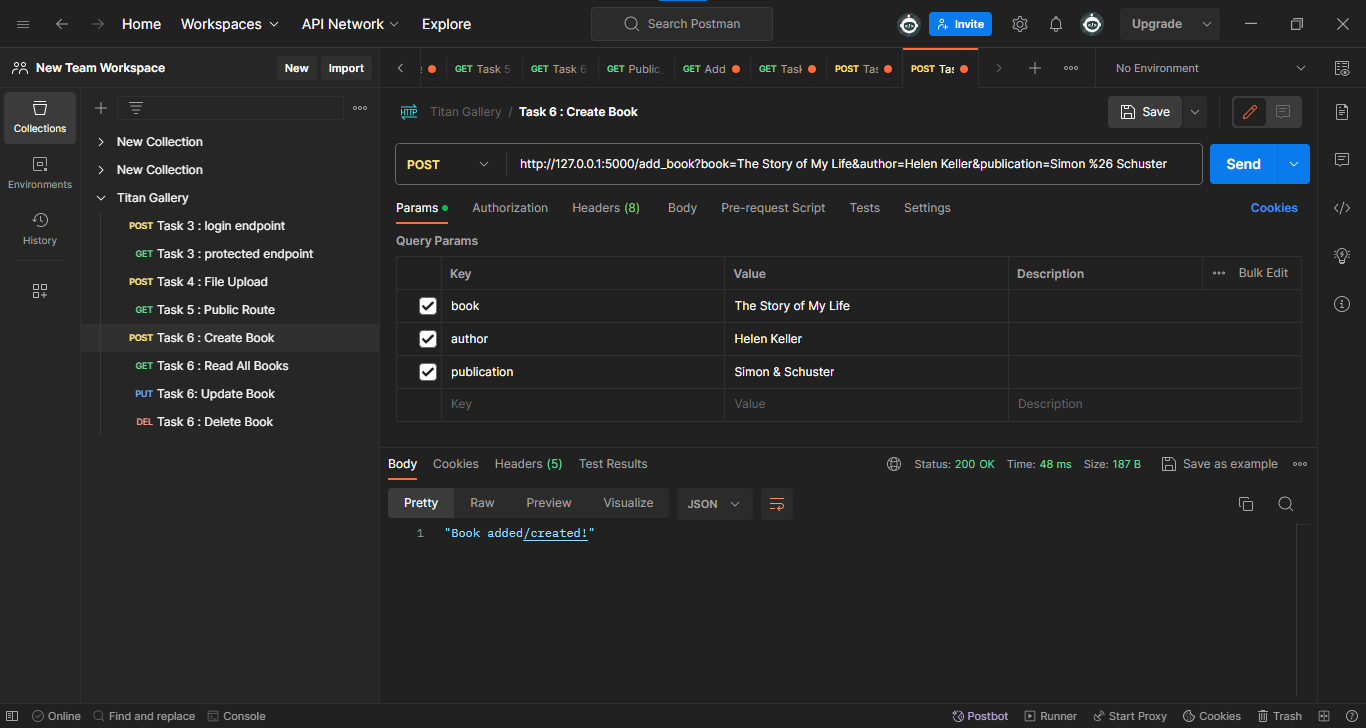 Home Workspaces API Network Explore Search Postman Invite Upgrade
New Team Workspace New Import GET Task 5 GET Task 6 GET Public GET Add GET Task POST Tas POST Tas No Environment
Collections
Environments
History
New Collection
New Collection
Titan Gallery
POST Task 3 : login endpoint
GET Task 3 : protected endpoint
POST Task 4 : File Upload
GET Task 5 : Public Route
POST Task 6 : Create Book
GET Task 6 : Read All Books
PUT Task 6: Update Book
DEL Task 6 : Delete Book
HTTP Titan Gallery / Task 6 : Create Book Save
POST http://127.0.0.1:5000/add_book?book=The Story of My Life&author=Helen Keller&publication=Simon %26 Schuster Send
Params Authorization Headers (8) Body Pre-request Script Tests Settings Cookies
Query Params
Key Value Description Bulk Edit
book The Story of My Life
author Helen Keller
publication Simon & Schuster
Key Value Description
Body Cookies Headers (5) Test Results Status: 200 OK Time: 48 ms Size: 187 B Save as example
Pretty Raw Preview Visualize JSON
1 "Book added/created!"
Online Find and replace Console Postbot Runner Start Proxy Cookies Trash